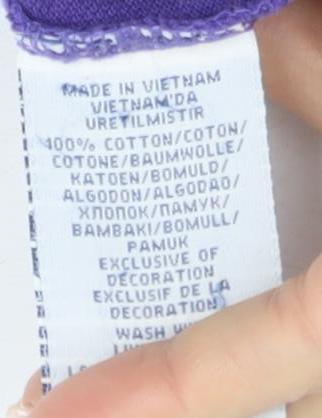 MADE IN VIETNAM
VIETNAM'DA
URETILMISTIR
100% COTTON/COTON/
COTONE/BAUMWOLLE/
KATOEN/BOMULD/
ALGODON/ALGODAO/
ХЛОПОК/ПАМУК/
BAMBAKI/BOMULL/
PAMUK
EXCLUSIVE OF
DECORATION
EXCLUSIF DE LA
DECORATION
WASH